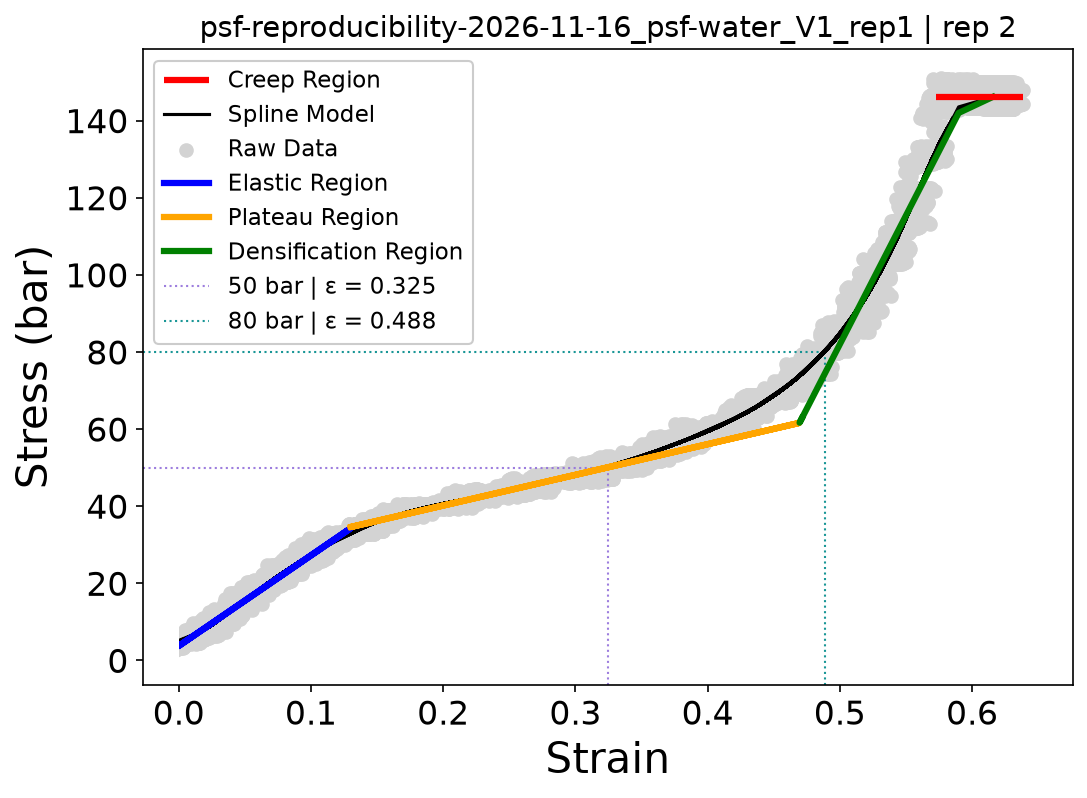 psf-reproducibility-2026-11-16_psf-water_V1_rep1 | rep 2
Creep Region
Spline Model
Raw Data
Elastic Region
Plateau Region
Densification Region
50 bar | ε = 0.325
80 bar | ε = 0.488
Stress (bar)
140
120
100
80
60
40
20
0
0.0 0.1 0.2 0.3 0.4 0.5 0.6
Strain